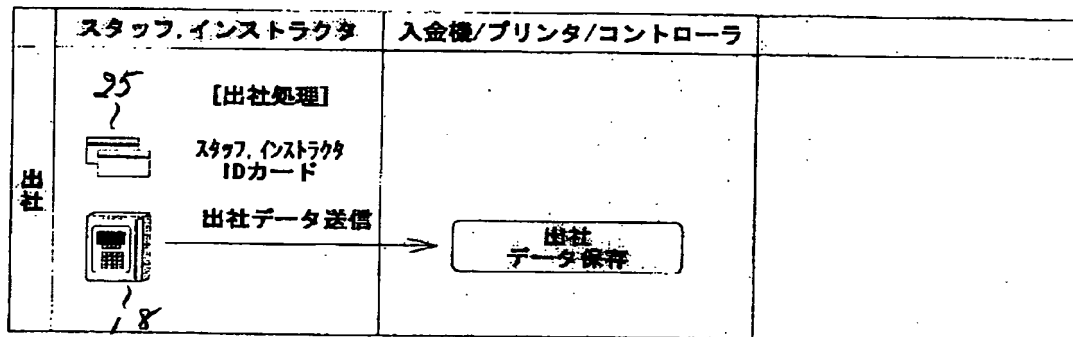 スタッフ,インストラクタ
入金機/プリンタ/コントローラ
出社
25
[出社処理]
スタッフ,インストラクタ
IDカード
出社データ送信
出社
データ保存
18